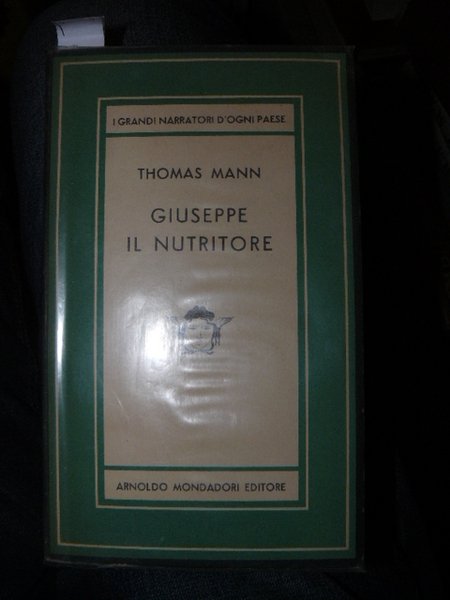 I GRANDI NARRATORI D'OGNI PAESE
THOMAS MANN
GIUSEPPE
IL NUTRITORE
ARNOLDO MONDADORI EDITORE